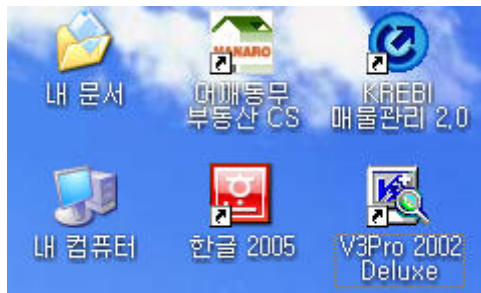 HANARO
내 문서
어깨동무
부동산 CS
KREBI
매물관리 2,0
내 컴퓨터
한글 2005
V3Pro 2002
Deluxe